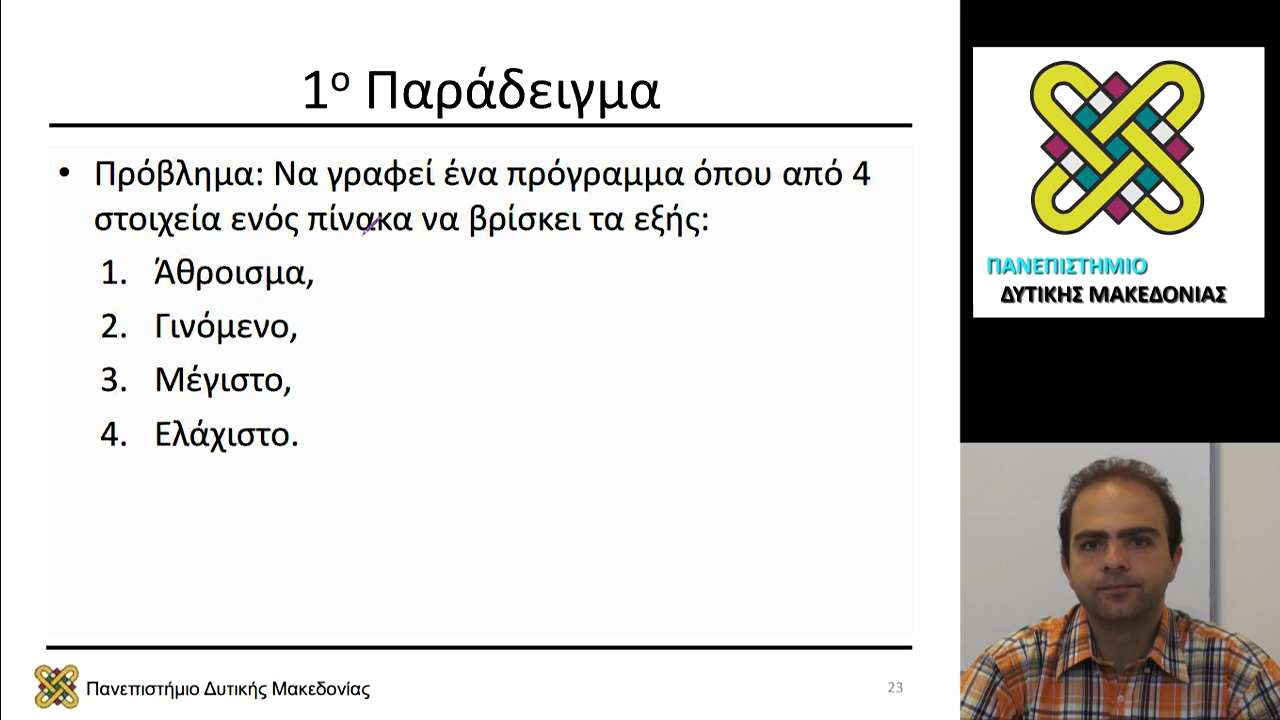 1ο Παράδειγμα
• Πρόβλημα: Να γραφεί ένα πρόγραμμα όπου από 4
στοιχεία ενός πίνακα να βρίσκει τα εξής:
1. Άθροισμα,
2. Γινόμενο,
3. Μέγιστο,
4. Ελάχιστο.
Πανεπιστήμιο Δυτικής Μακεδονίας
23
ΠΑΝΕΠΙΣΤΗΜΙΟ
ΔΥΤΙΚΗΣ ΜΑΚΕΔΟΝΙΑΣ